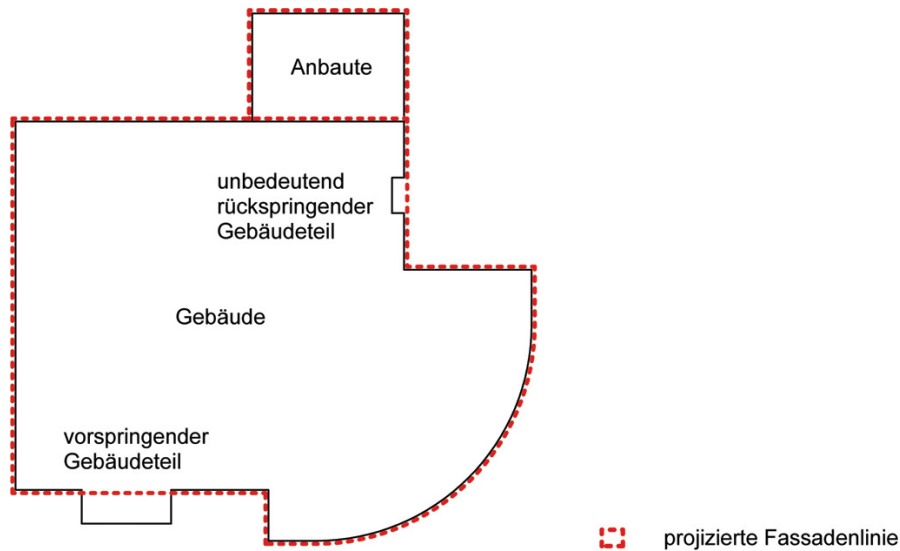 Anbaute
unbedeutend
rückspringender
Gebäudeteil
Gebäude
vorspringender
Gebäudeteil
projizierte Fassadenlinie